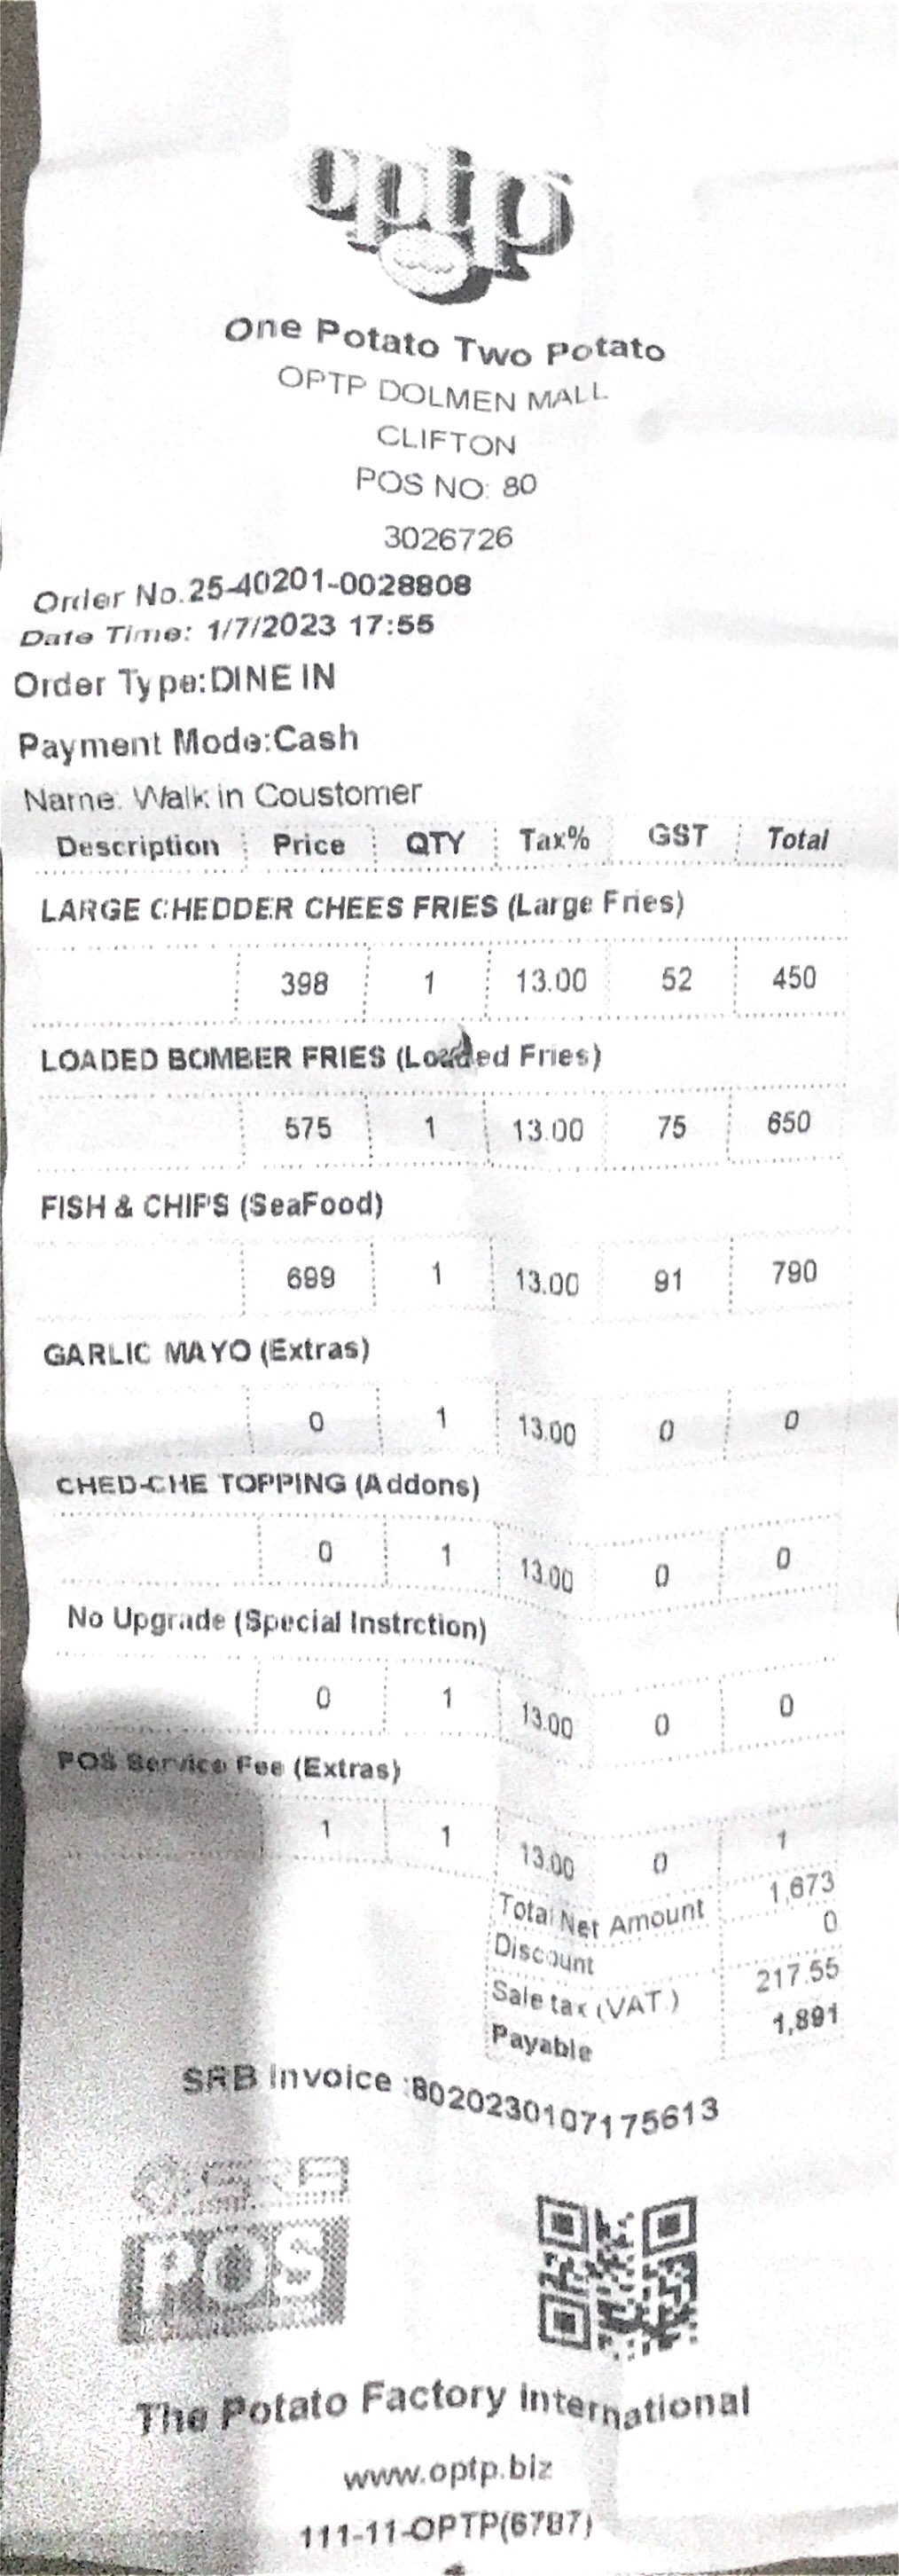 optp
One Potato Two Potato
OPTP DOLMEN MALL
CLIFTON
POS NO: 80
3026726
Order No.25-40201-0028808
Date Time: 1/7/2023 17:55
Order Type:DINE IN
Payment Mode:Cash
Name: Walk in Coustomer
Description Price QTY Tax% GST Total
LARGE CHEDDER CHEES FRIES (Large Fries)
398 1 13.00 52 450
LOADED BOMBER FRIES (Loaded Fries)
575 1 13.00 75 650
FISH & CHIPS (SeaFood)
699 1 13.00 91 790
GARLIC MAYO (Extras)
0 1 13.00 0 0
CHED-CHE TOPPING (Addons)
0 1 13.00 0 0
No Upgrade (Special Instrction)
0 1 13.00 0 0
POS Service Fee (Extras)
1 1 13.00 0 1
Total Net Amount 1,673
Discount 0
Sale tax (VAT.) 217.55
Payable 1,891
SRB Invoice :8020230107175613
POS
The Potato Factory International
www.optp.biz
111-11-OPTP(6787)